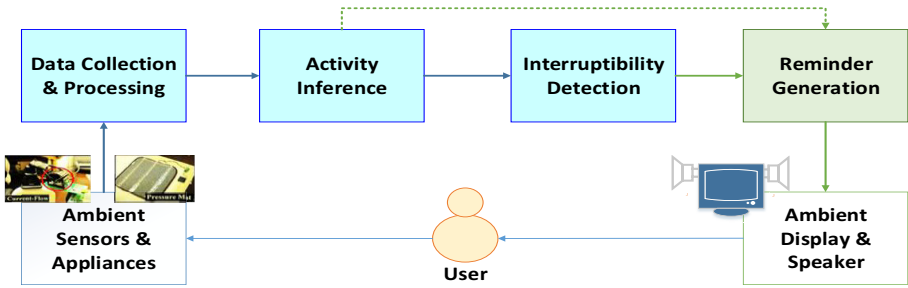 Data Collection
& Processing
Activity
Inference
Interruptibility
Detection
Reminder
Generation
Current-Flow
Pressure Mat
Ambient
Sensors &
Appliances
User
Ambient
Display &
Speaker